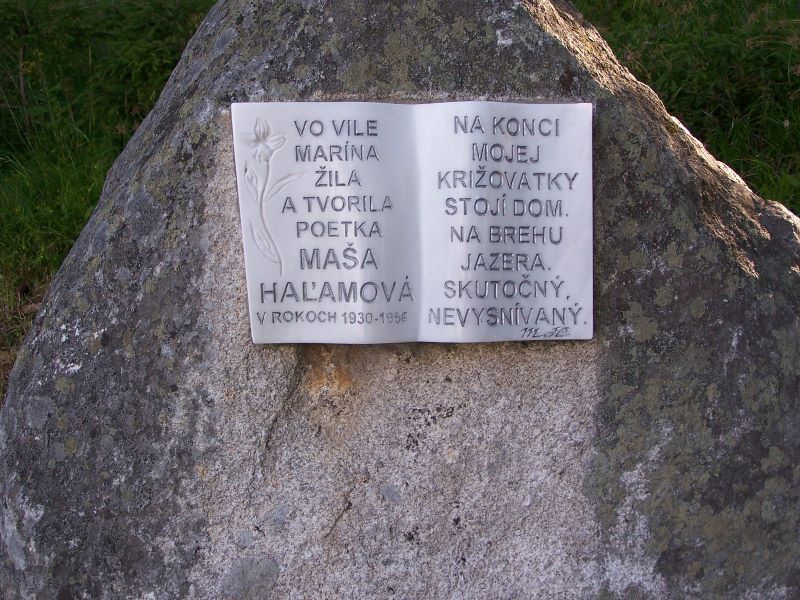 VO VILE
MARÍNA
ŽILA
A TVORILA
POETKA
MAŠA
HAĽAMOVÁ
V ROKOCH 1930-1956
NA KONCI
MOJEJ
KRIŽOVATKY
STOJÍ DOM.
NA BREHU
JAZERA.
SKUTOČNÝ,
NEVYSNÍVANÝ.